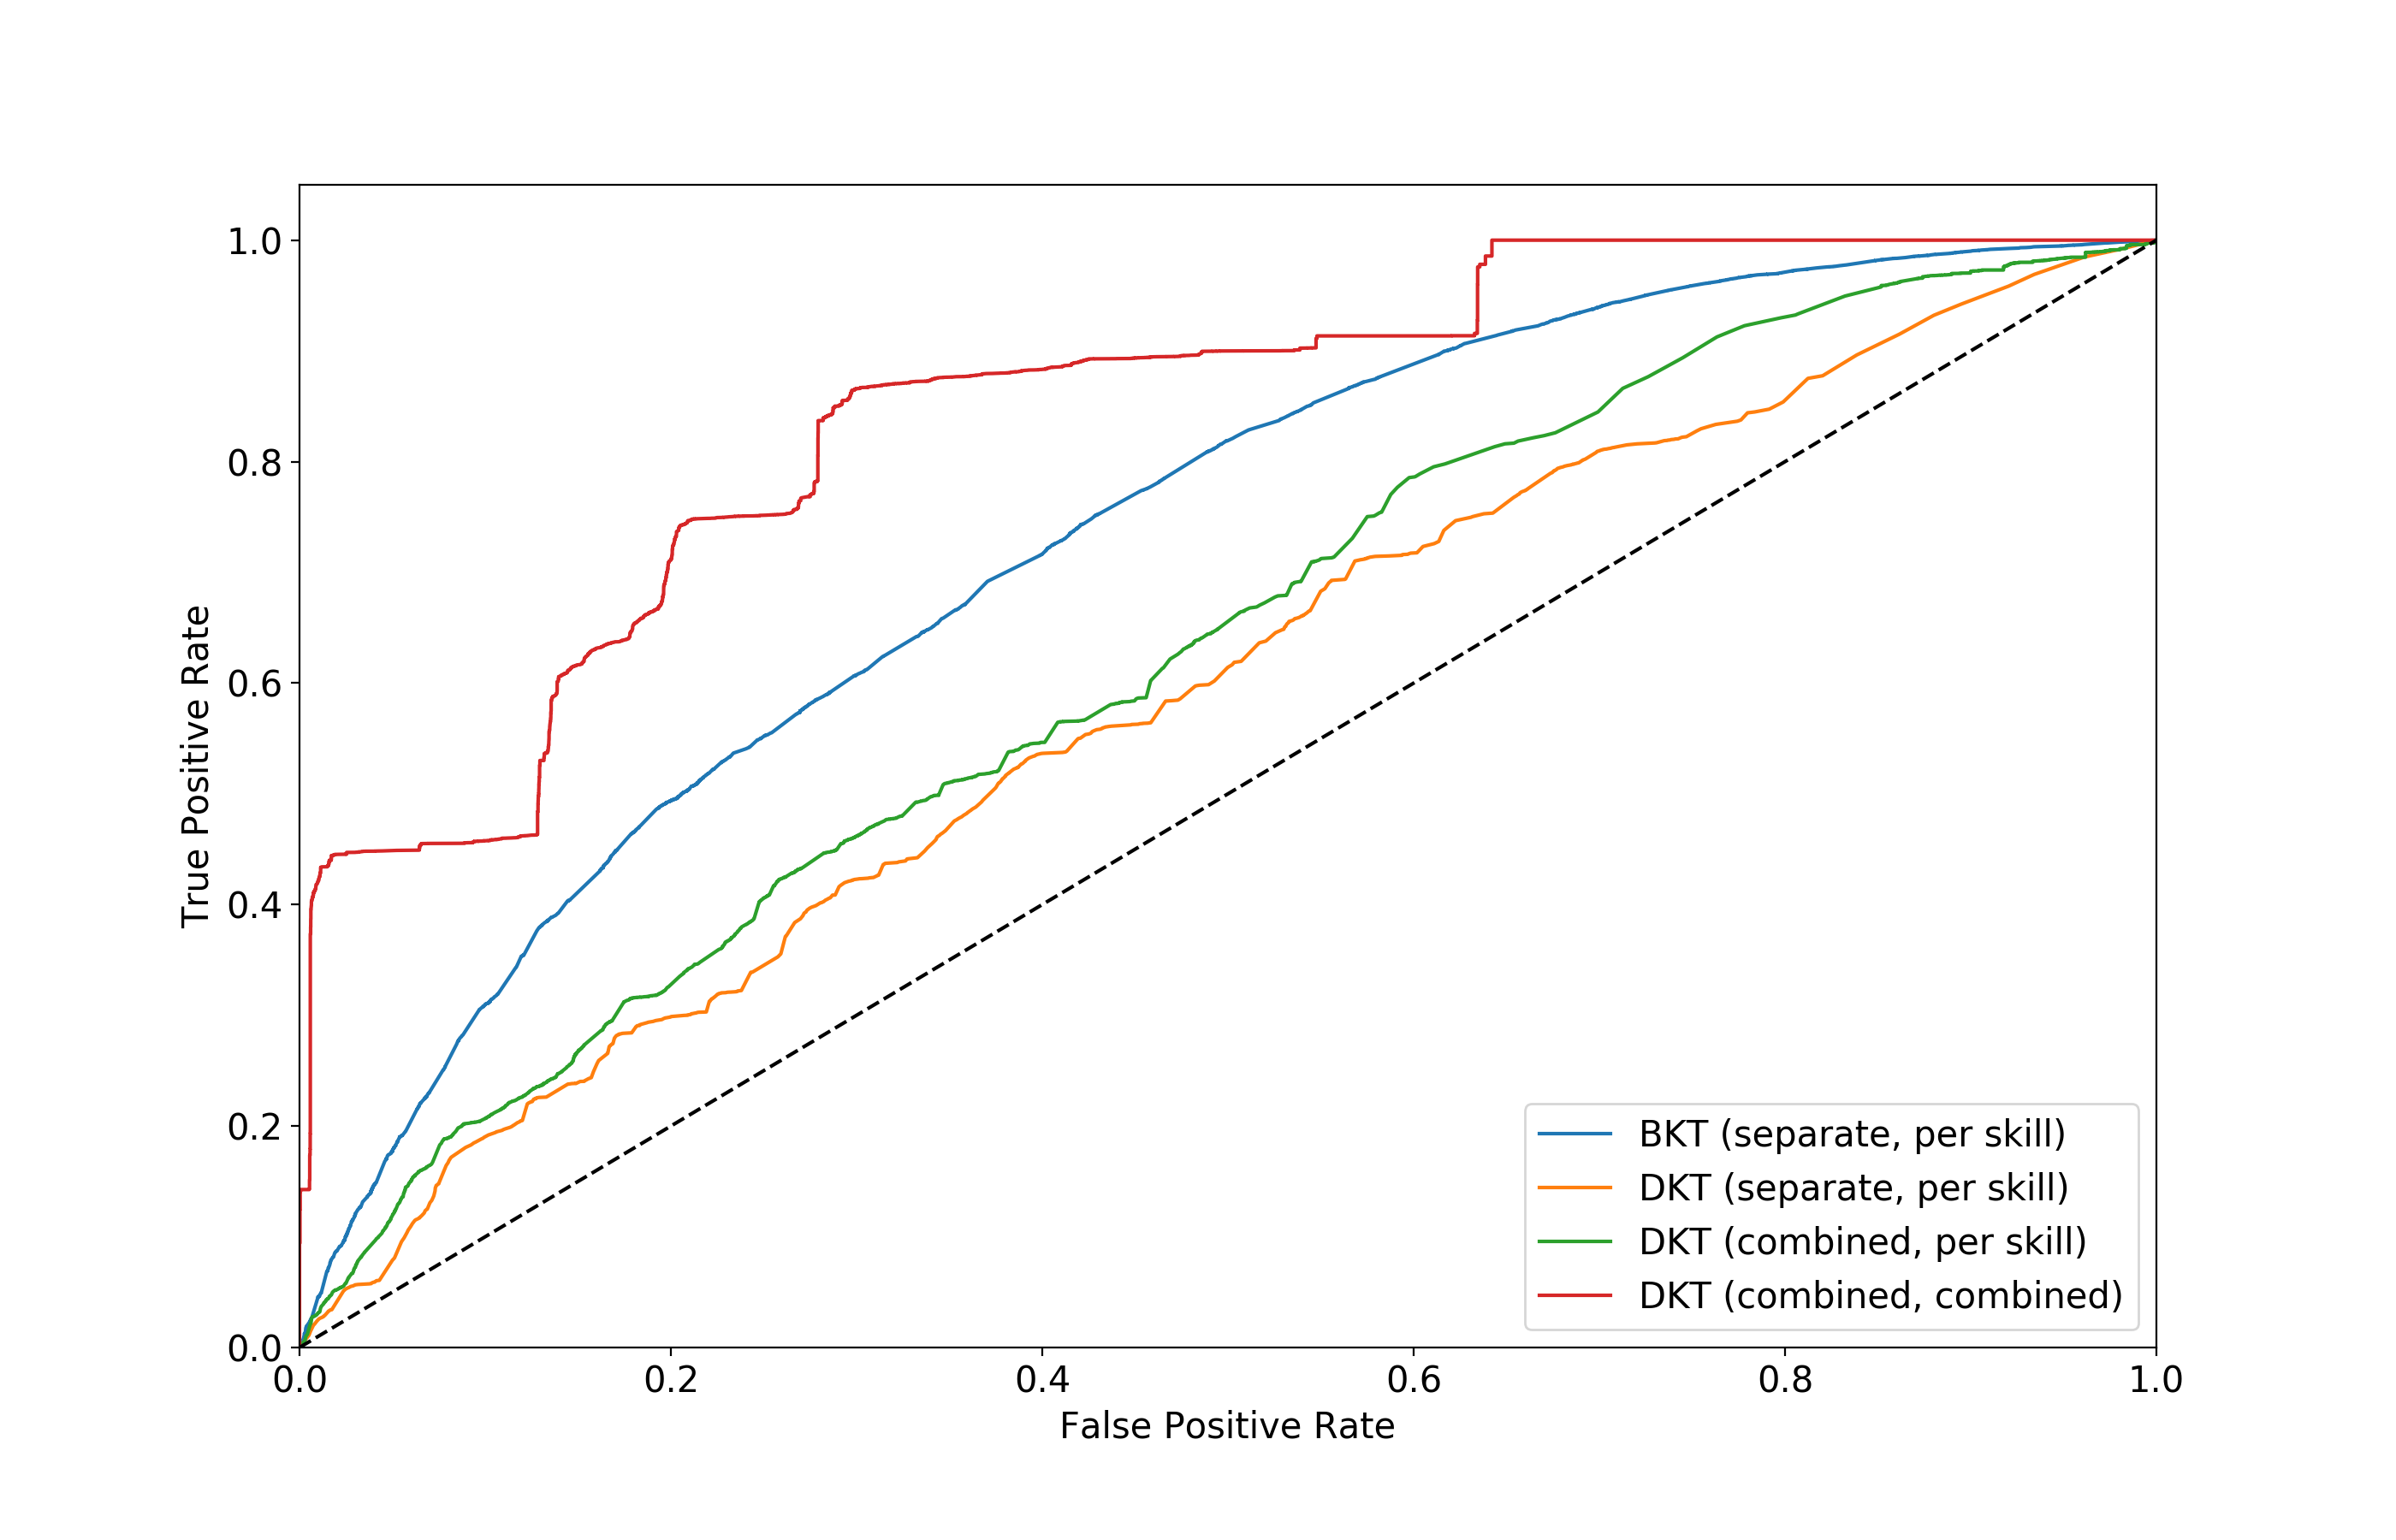 1.0
0.8
0.6
0.4
0.2
0.0
True Positive Rate
0.0 0.2 0.4 0.6 0.8 1.0
False Positive Rate
BKT (separate, per skill)
DKT (separate, per skill)
DKT (combined, per skill)
DKT (combined, combined)